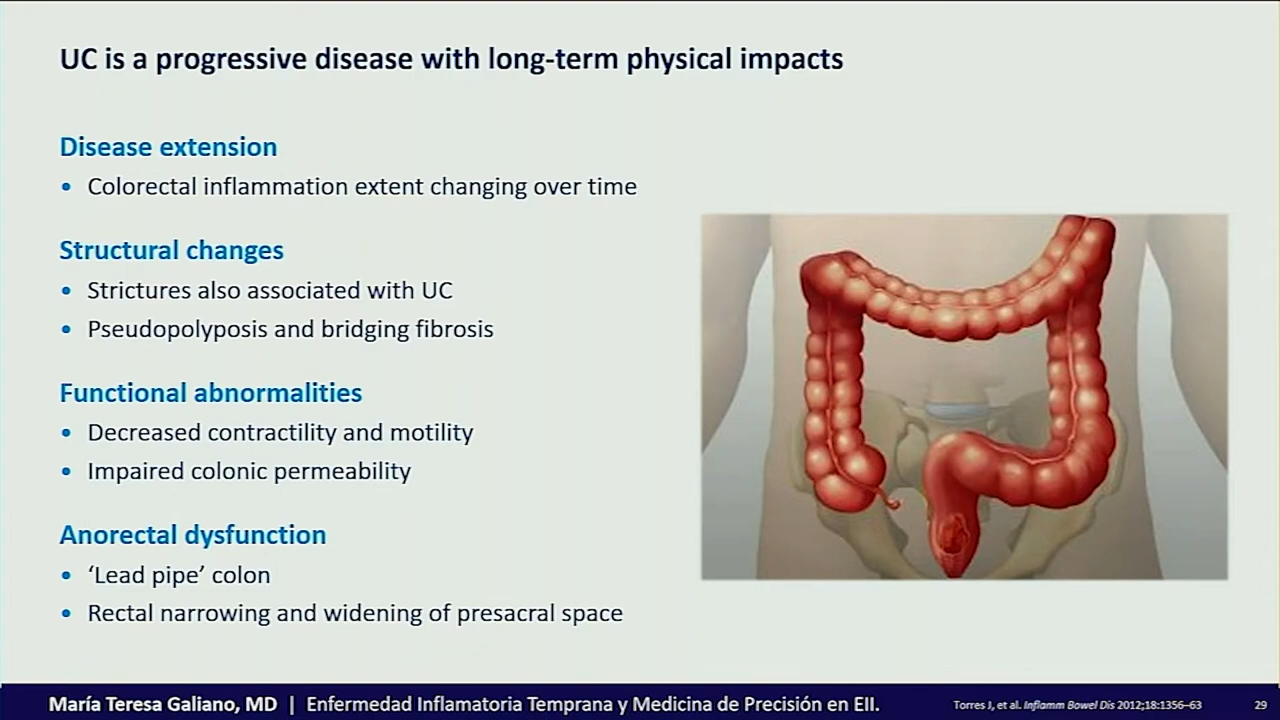 UC is a progressive disease with long-term physical impacts
Disease extension
• Colorectal inflammation extent changing over time
Structural changes
• Strictures also associated with UC
• Pseudopolyposis and bridging fibrosis
Functional abnormalities
• Decreased contractility and motility
• Impaired colonic permeability
Anorectal dysfunction
• ‘Lead pipe’ colon
• Rectal narrowing and widening of presacral space
María Teresa Galiano, MD | Enfermedad Inflamatoria Temprana y Medicina de Precisión en EII.
Torres J, et al. Inflamm Bowel Dis 2012;18:1356–63
29